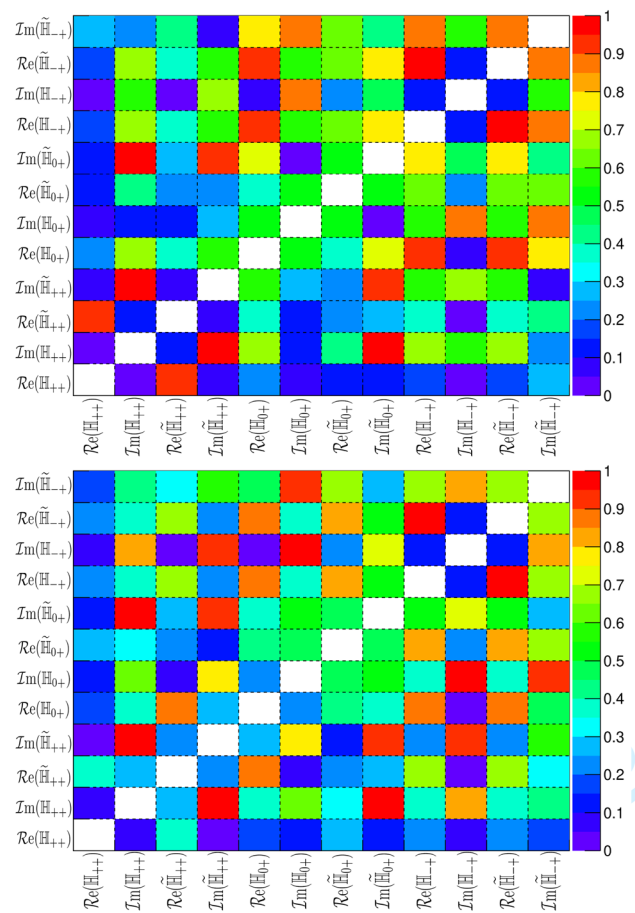 ℐm(ℍ̃₋₊)
ℛe(ℍ̃₋₊)
ℐm(ℍ₋₊)
ℛe(ℍ₋₊)
ℐm(ℍ̃₀₊)
ℛe(ℍ̃₀₊)
ℐm(ℍ₀₊)
ℛe(ℍ₀₊)
ℐm(ℍ̃₊₊)
ℛe(ℍ̃₊₊)
ℐm(ℍ₊₊)
ℛe(ℍ₊₊)
1
0.9
0.8
0.7
0.6
0.5
0.4
0.3
0.2
0.1
0
ℛe(ℍ₊₊)
ℐm(ℍ₊₊)
ℛe(ℍ̃₊₊)
ℐm(ℍ̃₊₊)
ℛe(ℍ₀₊)
ℐm(ℍ₀₊)
ℛe(ℍ̃₀₊)
ℐm(ℍ̃₀₊)
ℛe(ℍ₋₊)
ℐm(ℍ₋₊)
ℛe(ℍ̃₋₊)
ℐm(ℍ̃₋₊)
ℐm(ℍ̃₋₊)
ℛe(ℍ̃₋₊)
ℐm(ℍ₋₊)
ℛe(ℍ₋₊)
ℐm(ℍ̃₀₊)
ℛe(ℍ̃₀₊)
ℐm(ℍ₀₊)
ℛe(ℍ₀₊)
ℐm(ℍ̃₊₊)
ℛe(ℍ̃₊₊)
ℐm(ℍ₊₊)
ℛe(ℍ₊₊)
1
0.9
0.8
0.7
0.6
0.5
0.4
0.3
0.2
0.1
0
ℛe(ℍ₊₊)
ℐm(ℍ₊₊)
ℛe(ℍ̃₊₊)
ℐm(ℍ̃₊₊)
ℛe(ℍ₀₊)
ℐm(ℍ₀₊)
ℛe(ℍ̃₀₊)
ℐm(ℍ̃₀₊)
ℛe(ℍ₋₊)
ℐm(ℍ₋₊)
ℛe(ℍ̃₋₊)
ℐm(ℍ̃₋₊)